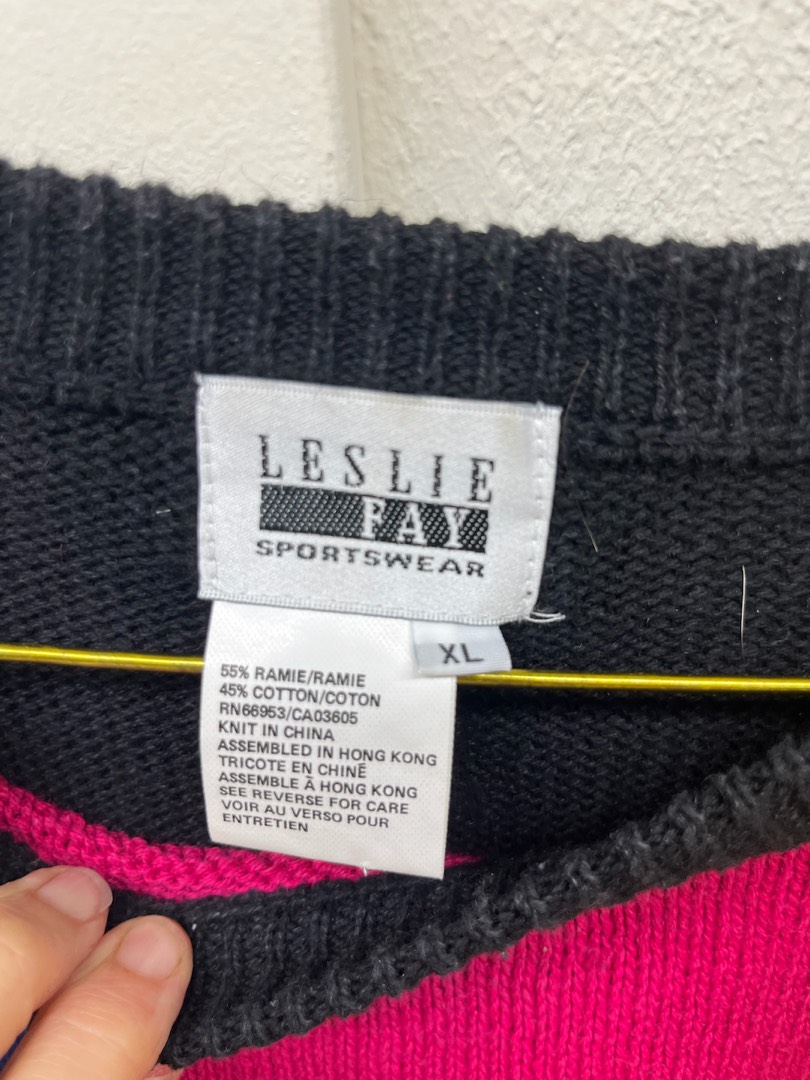 LESLIE
FAY
SPORTSWEAR
XL
55% RAMIE/RAMIE
45% COTTON/COTON
RN66953/CA03605
KNIT IN CHINA
ASSEMBLED IN HONG KONG
TRICOTE EN CHINĒ
ASSEMBLE Ã HONG KONG
SEE REVERSE FOR CARE
VOIR AU VERSO POUR
ENTRETIEN